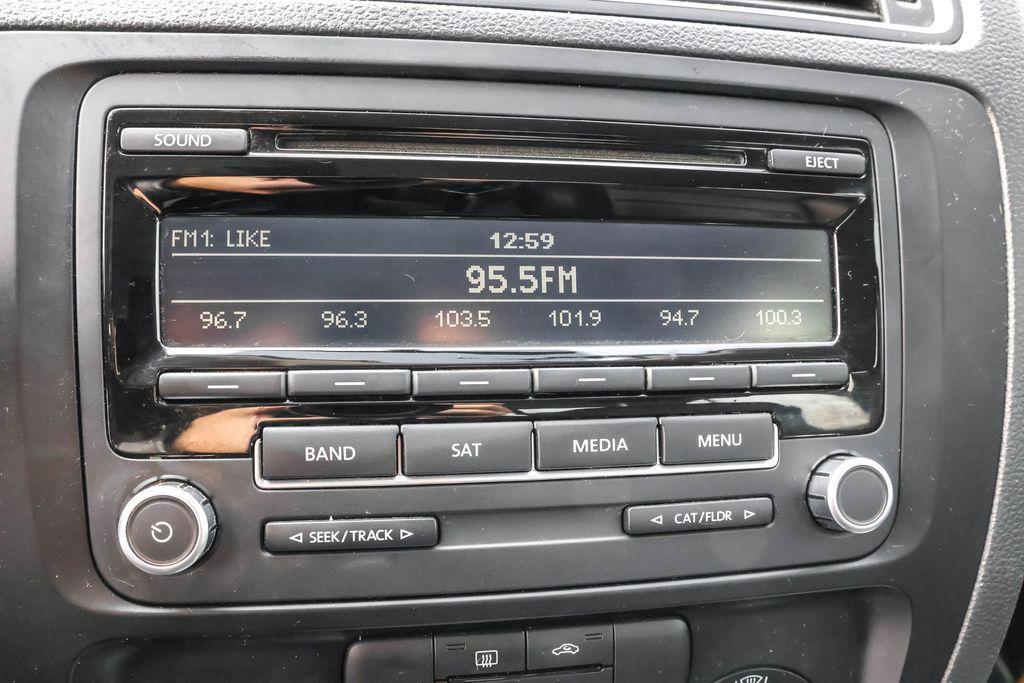 SOUND
EJECT
FM1: LIKE 12:59
95.5FM
96.7 96.3 103.5 101.9 94.7 100.3
BAND SAT MEDIA MENU
SEEK/TRACK CAT/FLDR